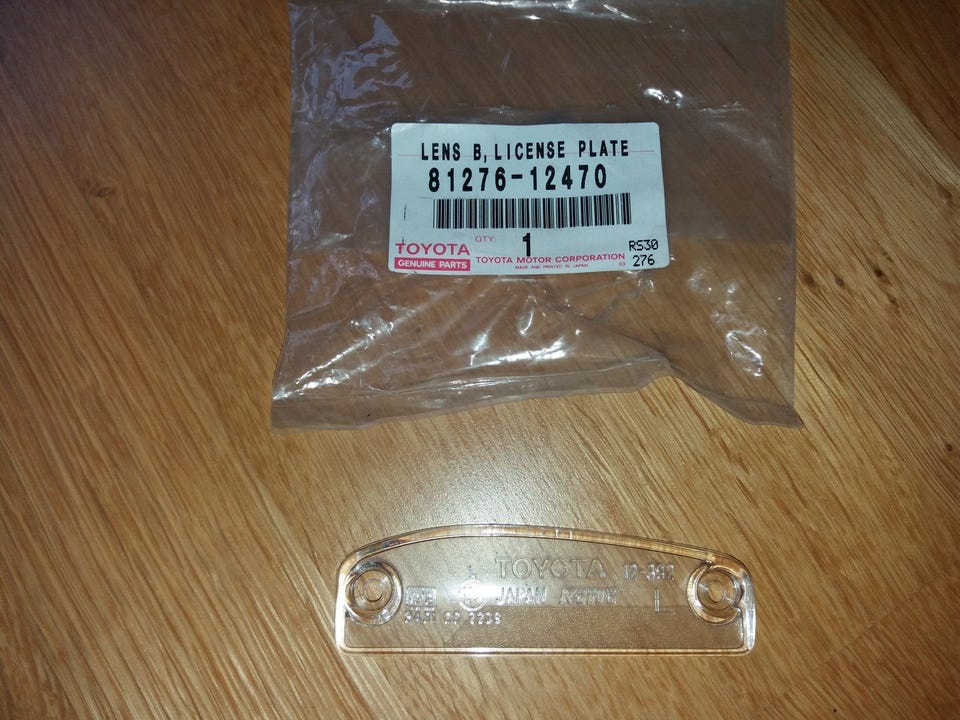 LENS B, LICENSE PLATE
81276-12470
QTY: 1
TOYOTA
GENUINE PARTS
TOYOTA MOTOR CORPORATION
MADE AND PRINTED IN JAPAN
23
RS30
276
TOYOTA
JAPAN L